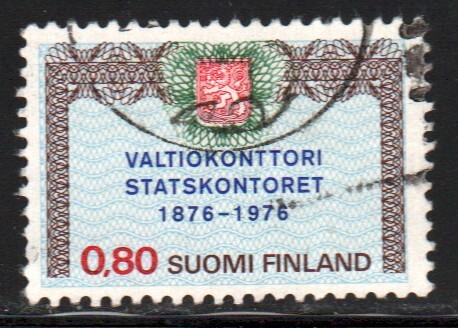 VALTIOKONTTORI
STATSKONTORET
1876-1976
0,80 SUOMI FINLAND